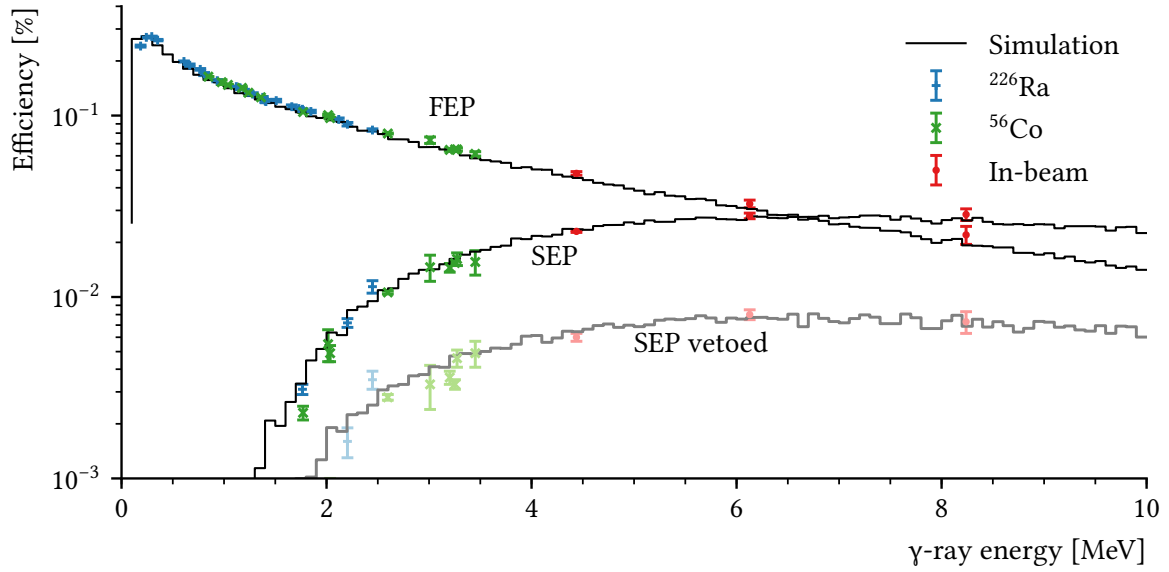 Efficiency [%]
10⁻¹
10⁻²
10⁻³
FEP
SEP
SEP vetoed
Simulation
²²⁶Ra
⁵⁶Co
In-beam
0 2 4 6 8 10
γ-ray energy [MeV]